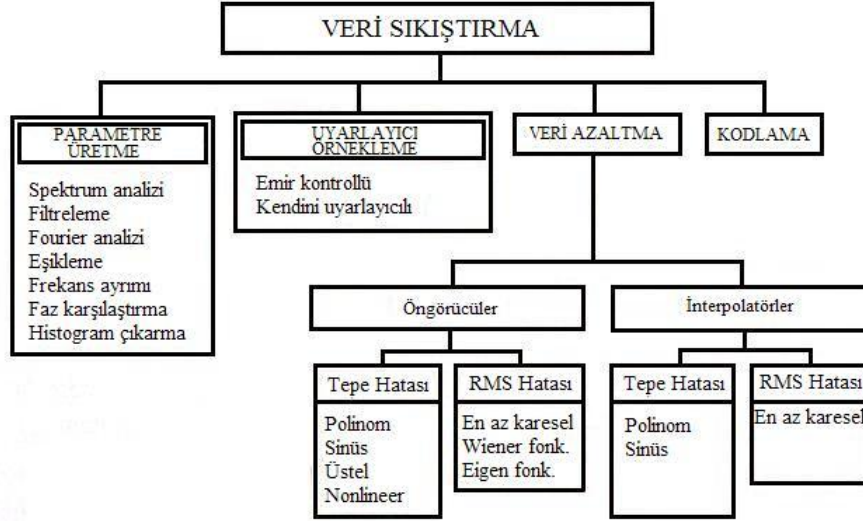 VERİ SIKIŞTIRMA
PARAMETRE
ÜRETME
Spektrum analizi
Filtreleme
Fourier analizi
Eşikleme
Frekans ayrımı
Faz karşılaştırma
Histogram çıkarma
UYARLAYICI
ÖRNEKLEME
Emir kontrollü
Kendini uyarlayıcılı
VERİ AZALTMA
KODLAMA
Öngörücüler
Tepe Hatası
Polinom
Sinüs
Üstel
Nonlineer
RMS Hatası
En az karesel
Wiener fonk.
Eigen fonk.
İnterpolatörler
Tepe Hatası
Polinom
Sinüs
RMS Hatası
En az karesel